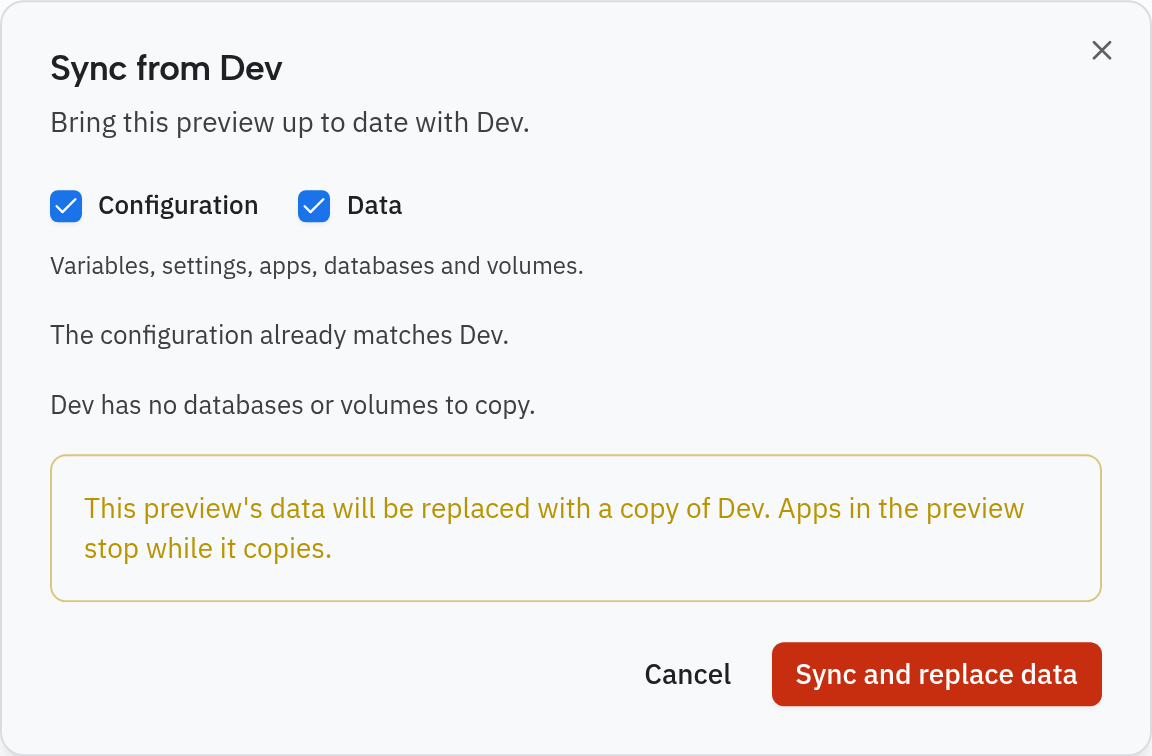 Sync from Dev
Bring this preview up to date with Dev.
Configuration Data
Variables, settings, apps, databases and volumes.
The configuration already matches Dev.
Dev has no databases or volumes to copy.
This preview's data will be replaced with a copy of Dev. Apps in the preview
stop while it copies.
Cancel Sync and replace data